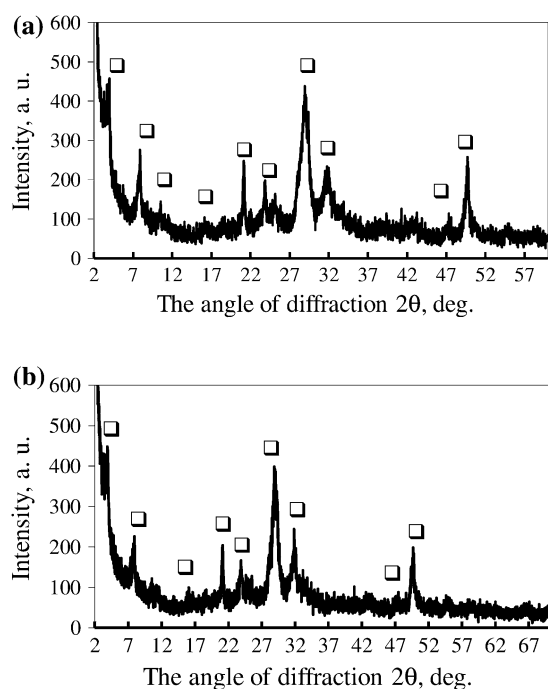 (a)
600
500
400
300
200
100
0
Intensity, a. u.
2 7 12 17 22 27 32 37 42 47 52 57
The angle of diffraction 2θ, deg.
(b)
600
500
400
300
200
100
0
Intensity, a. u.
2 7 12 17 22 27 32 37 42 47 52 57 62 67
The angle of diffraction 2θ, deg.